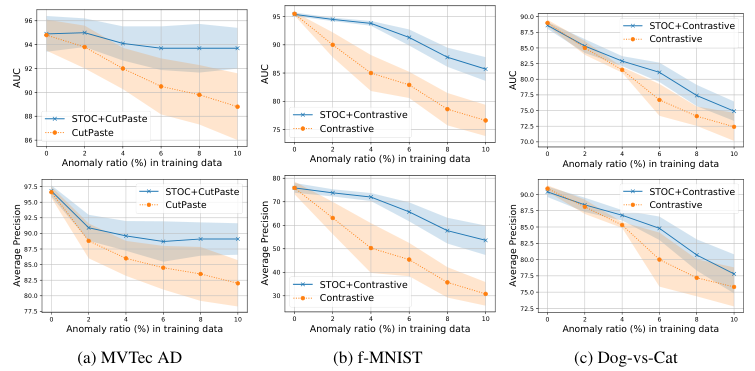 96
94
92
90
88
86
AUC
STOC+CutPaste
CutPaste
0 2 4 6 8 10
Anomaly ratio (%) in training data
95
90
85
80
75
AUC
STOC+Contrastive
Contrastive
0 2 4 6 8 10
Anomaly ratio (%) in training data
90.0
87.5
85.0
82.5
80.0
77.5
75.0
72.5
70.0
AUC
STOC+Contrastive
Contrastive
0 2 4 6 8 10
Anomaly ratio (%) in training data
97.5
95.0
92.5
90.0
87.5
85.0
82.5
80.0
77.5
Average Precision
STOC+CutPaste
CutPaste
0 2 4 6 8 10
Anomaly ratio (%) in training data
80
70
60
50
40
30
Average Precision
STOC+Contrastive
Contrastive
0 2 4 6 8 10
Anomaly ratio (%) in training data
90.0
87.5
85.0
82.5
80.0
77.5
75.0
72.5
Average Precision
STOC+Contrastive
Contrastive
0 2 4 6 8 10
Anomaly ratio (%) in training data
(a) MVTec AD
(b) f-MNIST
(c) Dog-vs-Cat